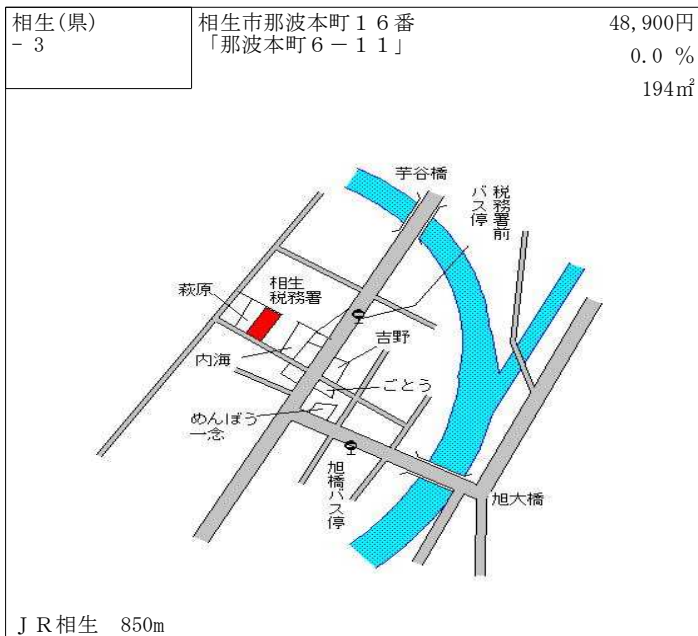 相生(県)
- 3
相生市那波本町１６番
「那波本町６－１１」
48,900円
0.0 ％
194㎡
芋谷橋
税務署前
バス停
相生
税務署
萩原
吉野
内海
ごとう
めんぼう
一念
旭橋バス停
旭大橋
ＪＲ相生 850m